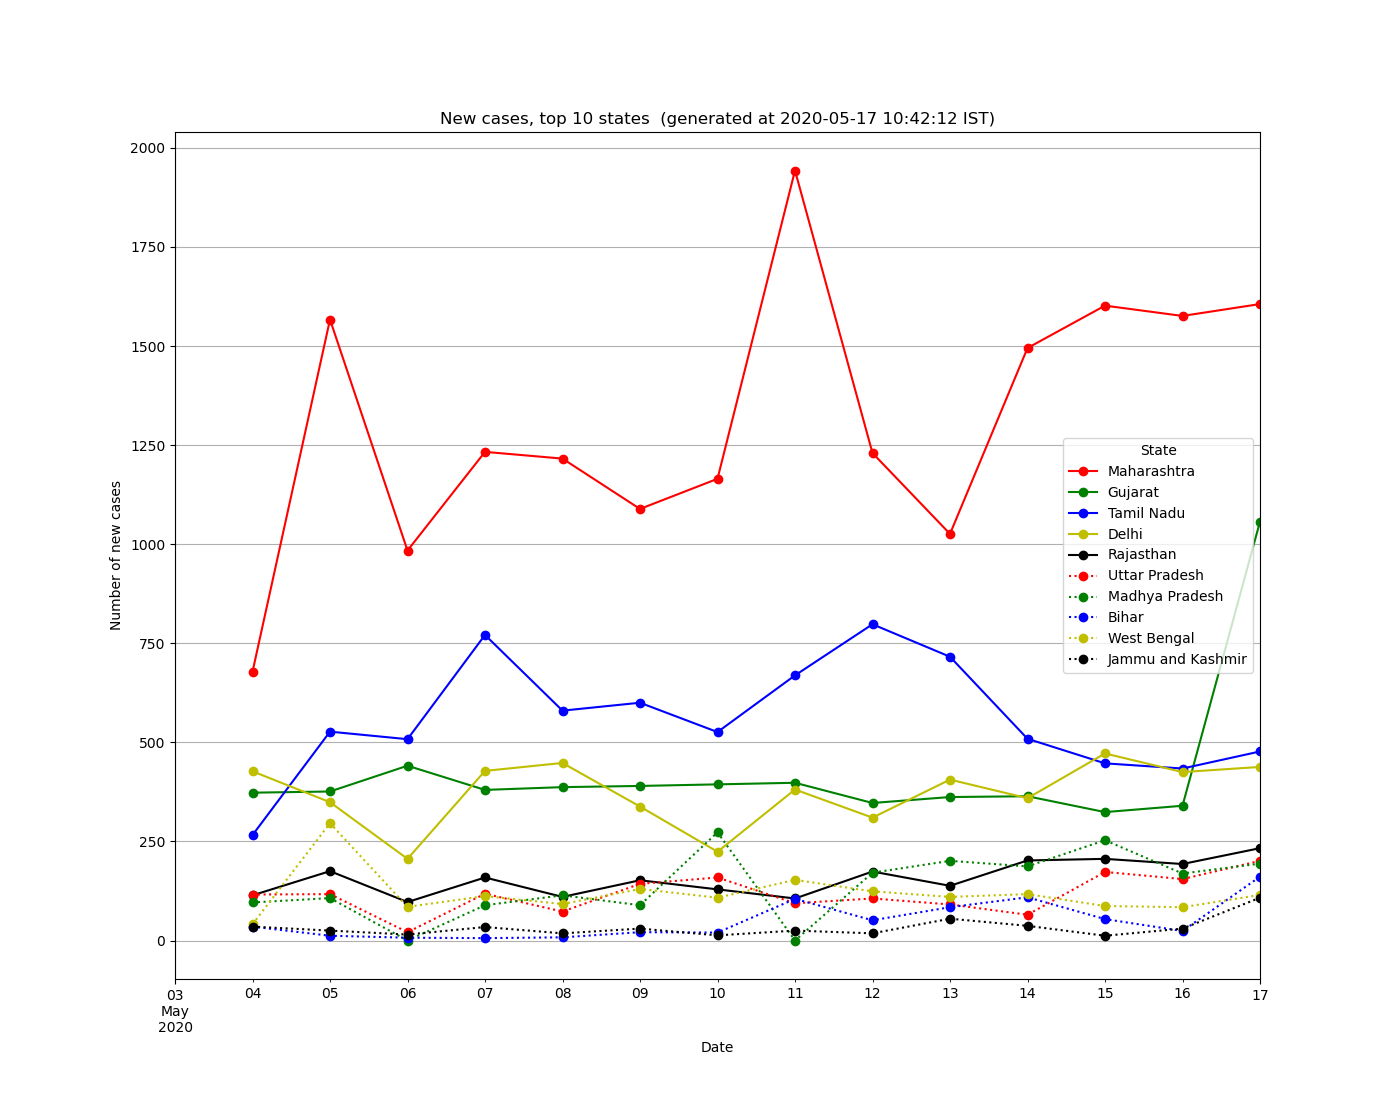 New cases, top 10 states  (generated at 2020-05-17 10:42:12 IST)
2000
1750
1500
1250
1000
750
500
250
0
Number of new cases
State
Maharashtra
Gujarat
Tamil Nadu
Delhi
Rajasthan
Uttar Pradesh
Madhya Pradesh
Bihar
West Bengal
Jammu and Kashmir
03 04 05 06 07 08 09 10 11 12 13 14 15 16 17
May
2020
Date